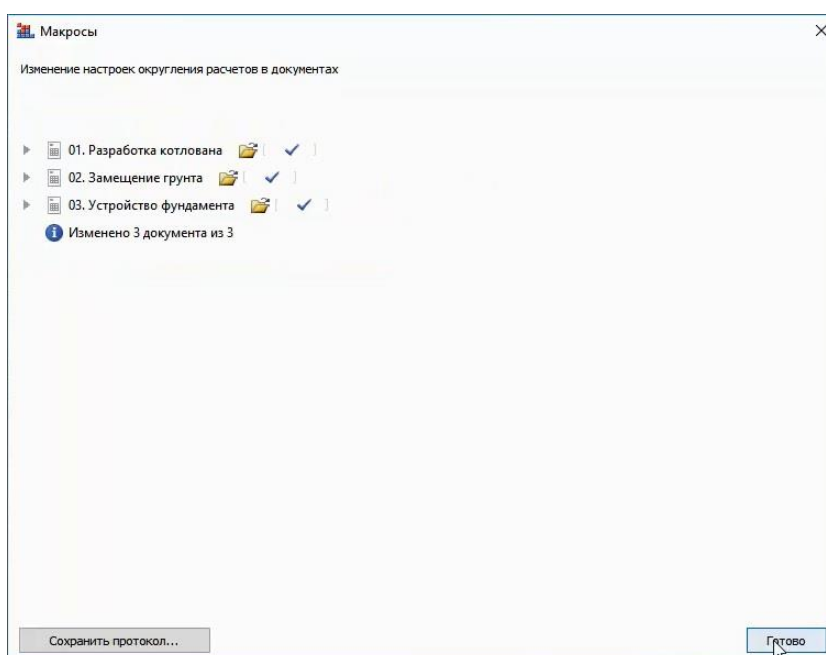 Макросы
Изменение настроек округления расчетов в документах
01. Разработка котлована
02. Замещение грунта
03. Устройство фундамента
Изменено 3 документа из 3
Сохранить протокол...
Готово